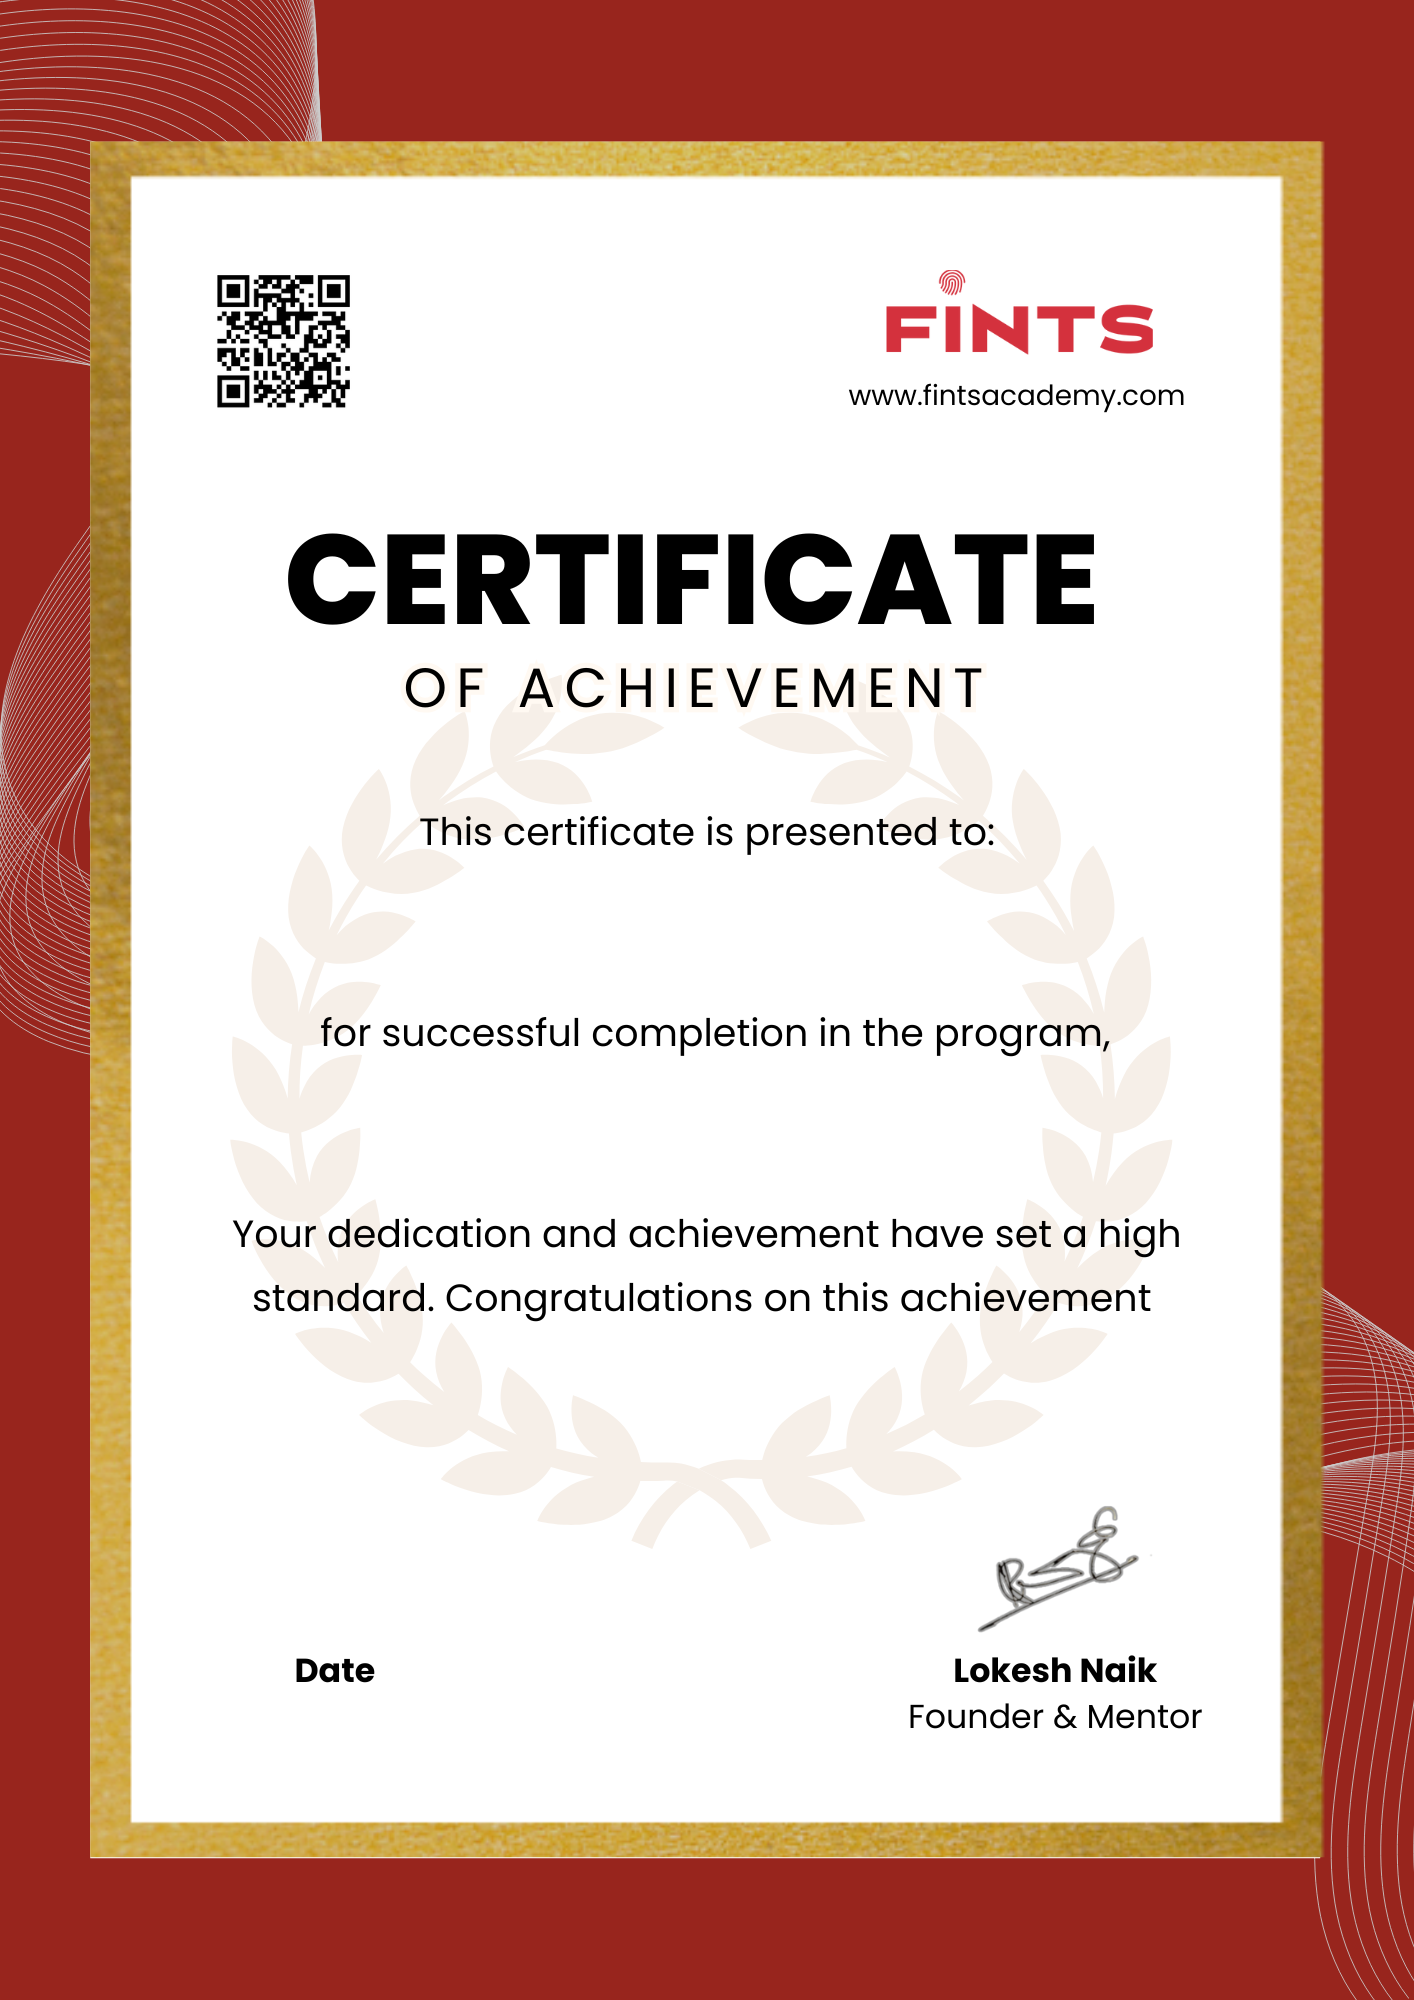 FINTS
www.fintsacademy.com
CERTIFICATE
OF ACHIEVEMENT
This certificate is presented to:
for successful completion in the program,
Your dedication and achievement have set a high
standard. Congratulations on this achievement
Date
Lokesh Naik
Founder & Mentor